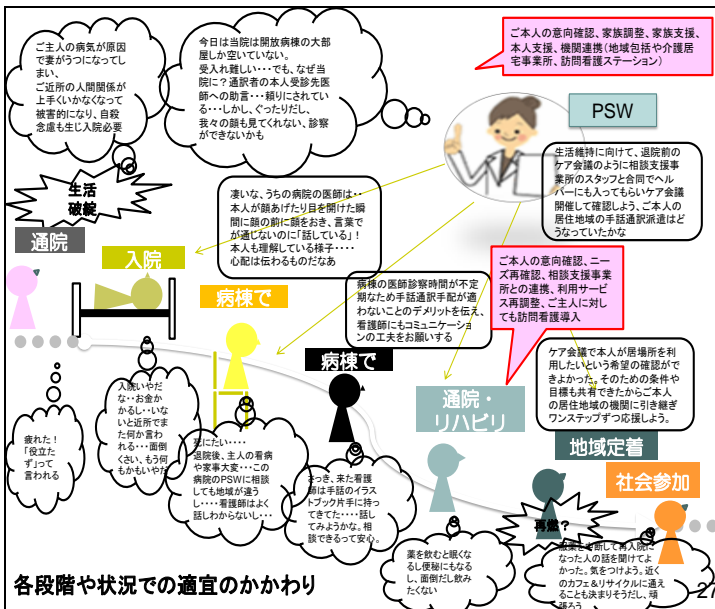 ご主人の病気が原因
で妻がうつになってし
まい、
ご近所の人間関係が
上手くいかなくなって
被害的になり、自殺
念慮も生じ入院必要
今日は当院は開放病棟の大部
屋しか空いていない。
受入れ難しい・・・でも、なぜ当
院に？通訳者の本人受診先医
師への助言・・・頼りにされてい
る・・・しかし、ぐったりだし、
我々の顔も見てくれない、診察
ができないかも
ご本人の意向確認、家族調整、家族支援、
本人支援、機関連携(地域包括や介護居
宅事業所、訪問看護ステーション)
PSW
生活維持に向けて、退院前の
ケア会議のように相談支援事
業所のスタッフと合同でヘル
パーにも入ってもらいケア会議
開催して確認しよう、ご本人の
居住地域の手話通訳派遣はど
うなっていたかな
生活
破綻
通院
入院
凄いな、うちの病院の医師は・・
本人が顔あげたり目を開けた瞬
間に顔の前に顔をおき、言葉で
が通じないのに「話している」！
本人も理解している様子・・・・
心配は伝わるものだなあ
病棟で
病棟の医師診察時間が不定
期なため手話通訳手配が適
わないことのデメリットを伝え、
看護師にもコミュニケーション
の工夫をお願いする
ご本人の意向確認、ニー
ズ再確認、相談支援事業
所との連携、利用サービ
ス再調整、ご主人に対し
ても訪問看護導入
病棟で
ケア会議で本人が居場所を利
用したいという希望の確認がで
きよかった。そのための条件や
目標も共有できたからご本人
の居住地域の機関に引き継ぎ
ワンステップずつ応援しよう。
通院・
リハビリ
地域定着
社会参加
再燃？
疲れた！
「役立た
ず」って
言われる
入院いやだ
な・・お金か
かるし・・いな
いと近所でま
た何か言わ
れる・・・面倒
くさい、もう何
もかもいやだ
死にたい・・・・
退院後、主人の看病
や家事大変・・・この
病院のPSWに相談
しても地域が違う
し・・・・看護師はよく
話しわからないし・・・
さっき、来た看護
師は手話のイラス
トブック片手に持っ
てきてた・・・・話し
てみようかな。相
談できるって安心。
薬を飲むと眠くな
るし便秘にもなる
し、面倒だし飲み
たくない
服薬を中断して再入院に
なった人の話を聞けてよ
かった。気をつけよう。近く
のカフェ＆リサイクルに通え
ることも決まりそうだし、頑
張ろう
各段階や状況での適宜のかかわり
27